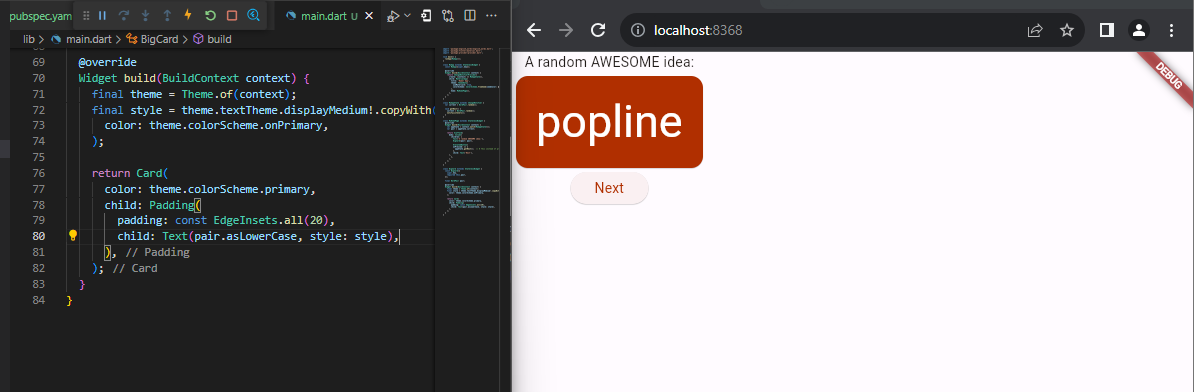 pubspec.yam
main.dart U
lib > main.dart > BigCard > build
69 @override
70 Widget build(BuildContext context) {
71 final theme = Theme.of(context);
72 final style = theme.textTheme.displayMedium!.copyWith(
73 color: theme.colorScheme.onPrimary,
74 );
75
76 return Card(
77 color: theme.colorScheme.primary,
78 child: Padding(
79 padding: const EdgeInsets.all(20),
80 child: Text(pair.asLowerCase, style: style),
81 ), // Padding
82 ); // Card
83 }
84 }
localhost:8368
A random AWESOME idea:
DEBUG
popline
Next